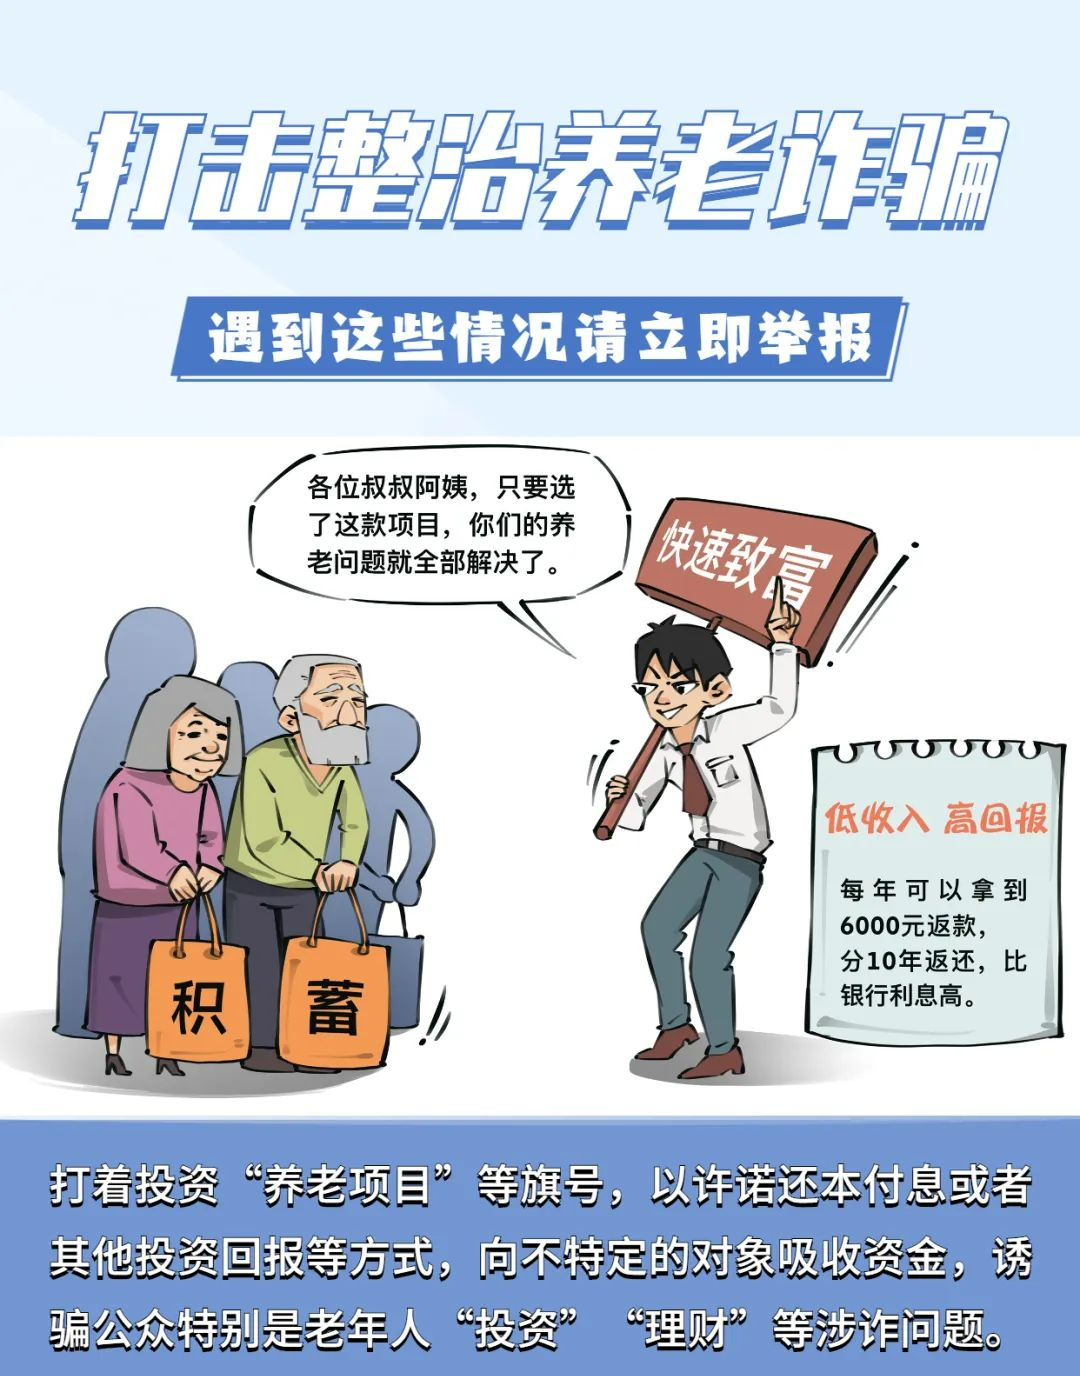 打击整治养老诈骗
遇到这些情况请立即举报
各位叔叔阿姨，只要选
了这款项目，你们的养
老问题就全部解决了。
快速致富
低收入 高回报
每年可以拿到
6000元返款，
分10年返还，比
银行利息高。
积 蓄
打着投资“养老项目”等旗号，以许诺还本付息或者
其他投资回报等方式，向不特定的对象吸收资金，诱
骗公众特别是老年人“投资”“理财”等涉诈问题。